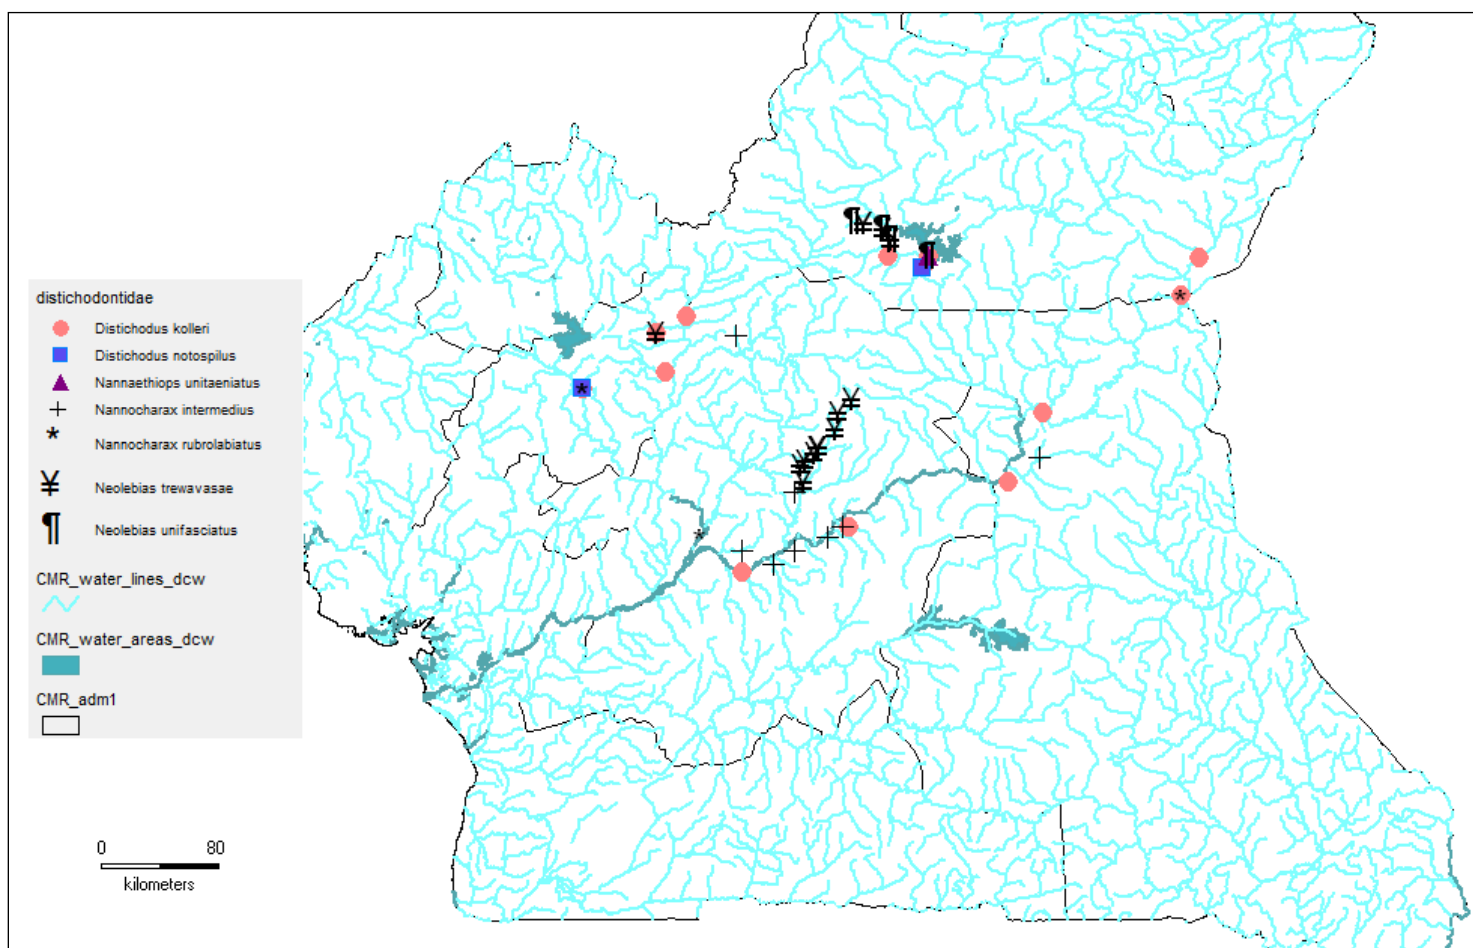 distichodontidae
Distichodus kolleri
Distichodus notospilus
Nannaethiops unitaeniatus
Nannocharax intermedius
Nannocharax rubrolabiatus
Neolebias trewavasae
Neolebias unifasciatus
CMR_water_lines_dcw
CMR_water_areas_dcw
CMR_adm1
0 80
kilometers